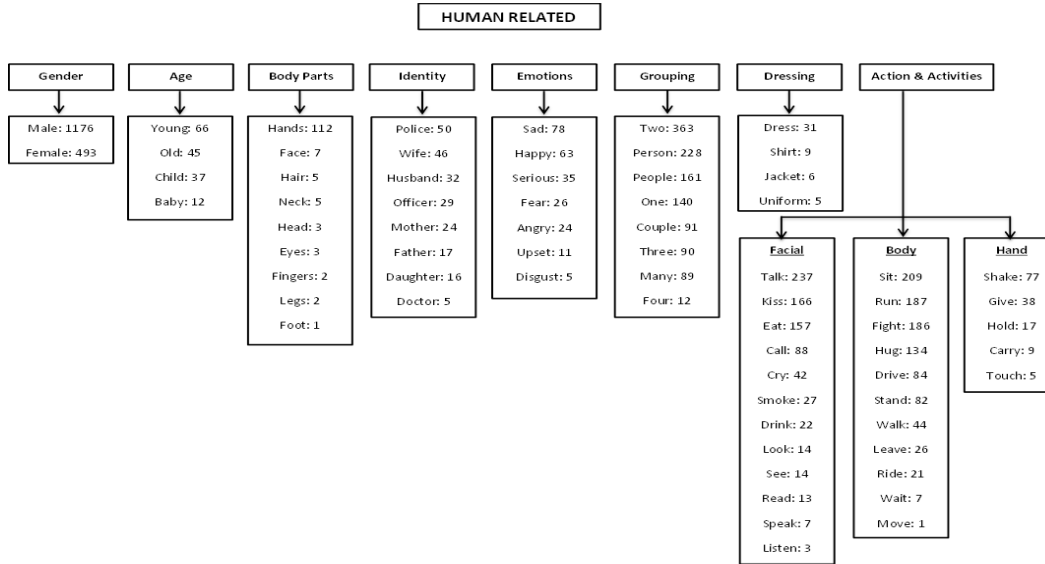 HUMAN RELATED
Gender
Male: 1176
Female: 493
Age
Young: 66
Old: 45
Child: 37
Baby: 12
Body Parts
Hands: 112
Face: 7
Hair: 5
Neck: 5
Head: 3
Eyes: 3
Fingers: 2
Legs: 2
Foot: 1
Identity
Police: 50
Wife: 46
Husband: 32
Officer: 29
Mother: 24
Father: 17
Daughter: 16
Doctor: 5
Emotions
Sad: 78
Happy: 63
Serious: 35
Fear: 26
Angry: 24
Upset: 11
Disgust: 5
Grouping
Two: 363
Person: 228
People: 161
One: 140
Couple: 91
Three: 90
Many: 89
Four: 12
Dressing
Dress: 31
Shirt: 9
Jacket: 6
Uniform: 5
Action & Activities
Facial
Talk: 237
Kiss: 166
Eat: 157
Call: 88
Cry: 42
Smoke: 27
Drink: 22
Look: 14
See: 14
Read: 13
Speak: 7
Listen: 3
Body
Sit: 209
Run: 187
Fight: 186
Hug: 134
Drive: 84
Stand: 82
Walk: 44
Leave: 26
Ride: 21
Wait: 7
Move: 1
Hand
Shake: 77
Give: 38
Hold: 17
Carry: 9
Touch: 5